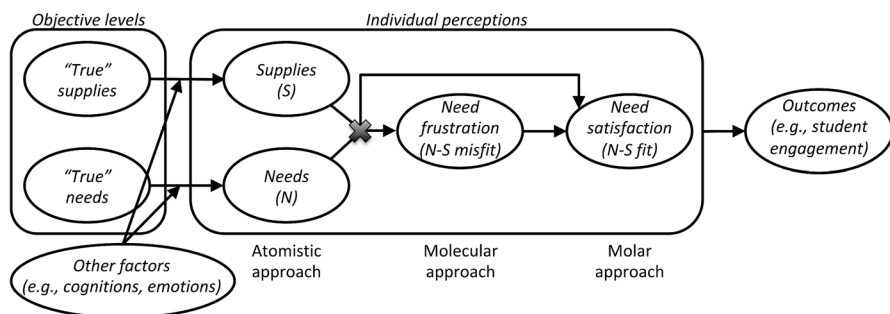 Objective levels
Individual perceptions
“True”
supplies
Supplies
(S)
Need
frustration
(N-S misfit)
Need
satisfaction
(N-S fit)
Outcomes
(e.g., student
engagement)
“True”
needs
Needs
(N)
Other factors
(e.g., cognitions, emotions)
Atomistic
approach
Molecular
approach
Molar
approach